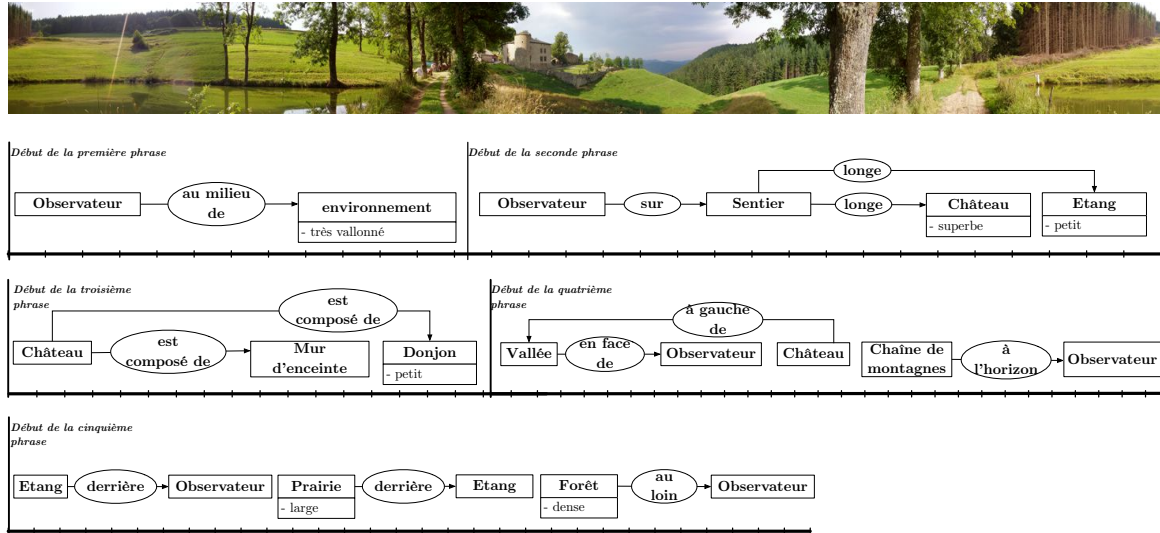 Début de la première phrase
Observateur
au milieu
de
environnement
- très vallonné
Début de la seconde phrase
longe
Observateur
sur
Sentier
longe
Château
- superbe
Etang
- petit
Début de la troisième
phrase
est
composé de
Château
est
composé de
Mur
d'enceinte
Donjon
- petit
Début de la quatrième
phrase
à gauche
de
Vallée
en face
de
Observateur
Château
Chaîne de
montagnes
à
l'horizon
Observateur
Début de la cinquième
phrase
Etang
derrière
Observateur
Prairie
- large
derrière
Etang
Forêt
- dense
au
loin
Observateur